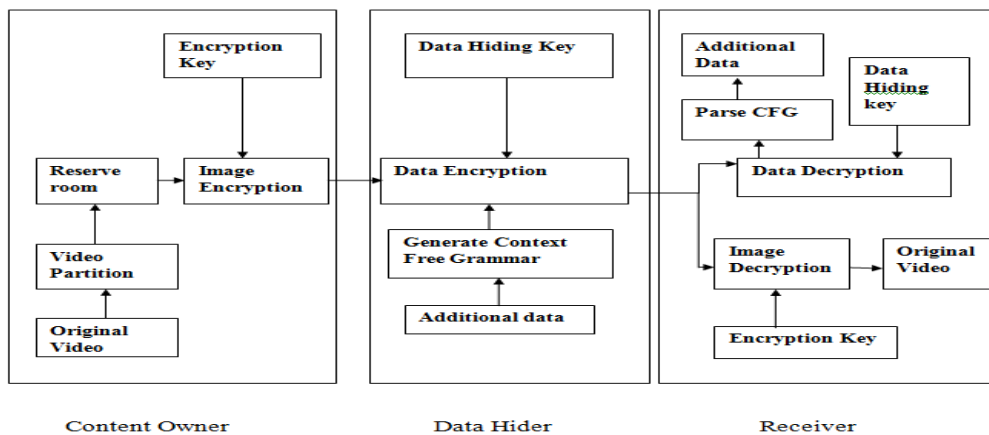 Encryption
Key
Reserve
room
Image
Encryption
Video
Partition
Original
Video
Content Owner
Data Hiding Key
Data Encryption
Generate Context
Free Grammar
Additional data
Data Hider
Additional
Data
Data
Hiding
key
Parse CFG
Data Decryption
Image
Decryption
Original
Video
Encryption Key
Receiver